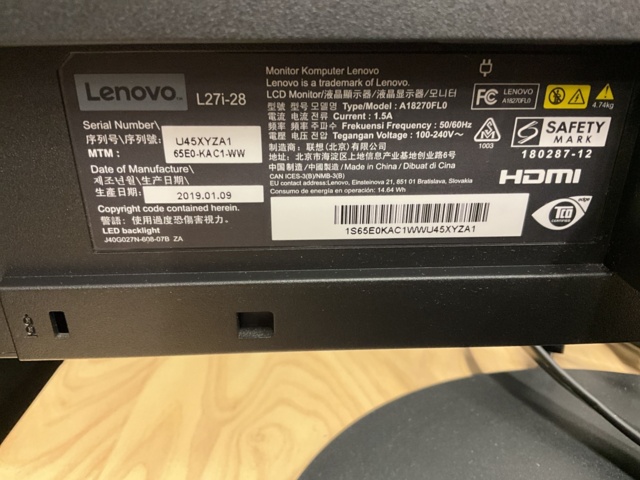 Lenovo L27i-28
Serial Number\
序列号\序列號: U45XYZA1
MTM : 65E0-KAC1-WW
Date of Manufacture\
제조년월\生产日期\
生產日期: 2019.01.09
Copyright code contained herein.
警語: 使用過度恐傷害視力。
LED backlight
J40G027N-608-07B ZA
Monitor Komputer Lenovo
Lenovo is a trademark of Lenovo.
LCD Monitor/液晶顯示器/液晶显示器/모니터
型號 型号 모델명 Type/Model : A18270FL0
電流 电流 전류 Current : 1.5A
頻率 频率 주파수 Frekuensi Frequency : 50/60Hz
電壓 电压 전압 Tegangan Voltage : 100-240V~
制造商: 联想(北京)有限公司
地址: 北京市海淀区上地信息产业基地创业路6号
中国制造/中國製造/Made in China / Dibuat di Cina
CAN ICES-3(B)/NMB-3(B)
EU contact address:Lenovo, Einsteinova 21, 851 01 Bratislava, Slovakia
Consumo de energía en operación: 14.64 Wh
1S65E0KAC1WWU45XYZA1
FC LENOVO
A18270FL0
4.74kg
1003
S SAFETY
MARK
180287-12
HDMI
TCO
CERTIFIED
edge